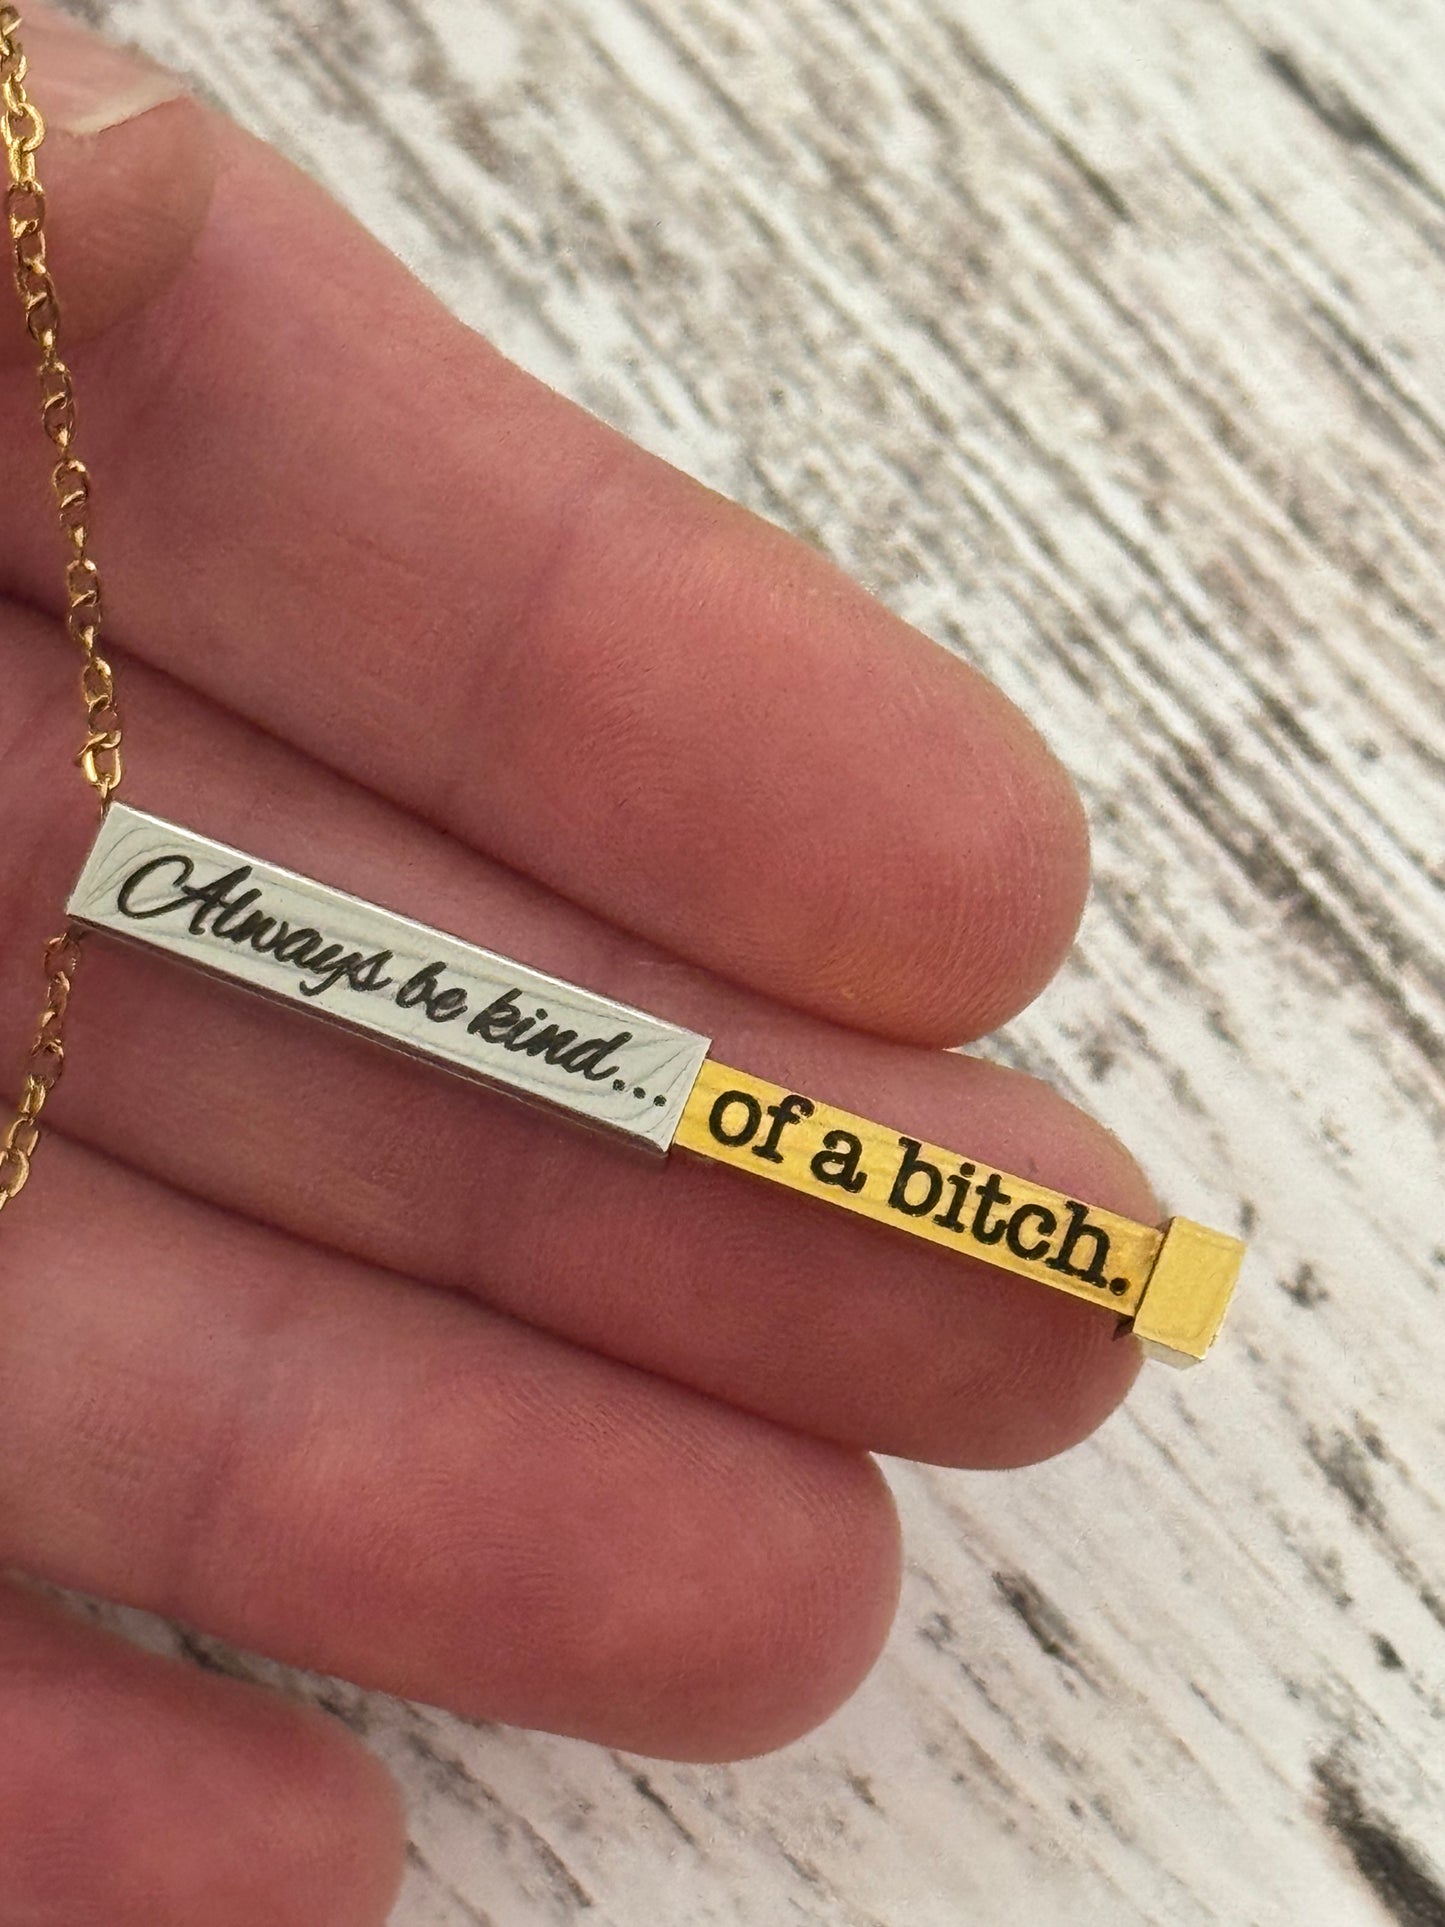 Always be kind...
of a bitch.